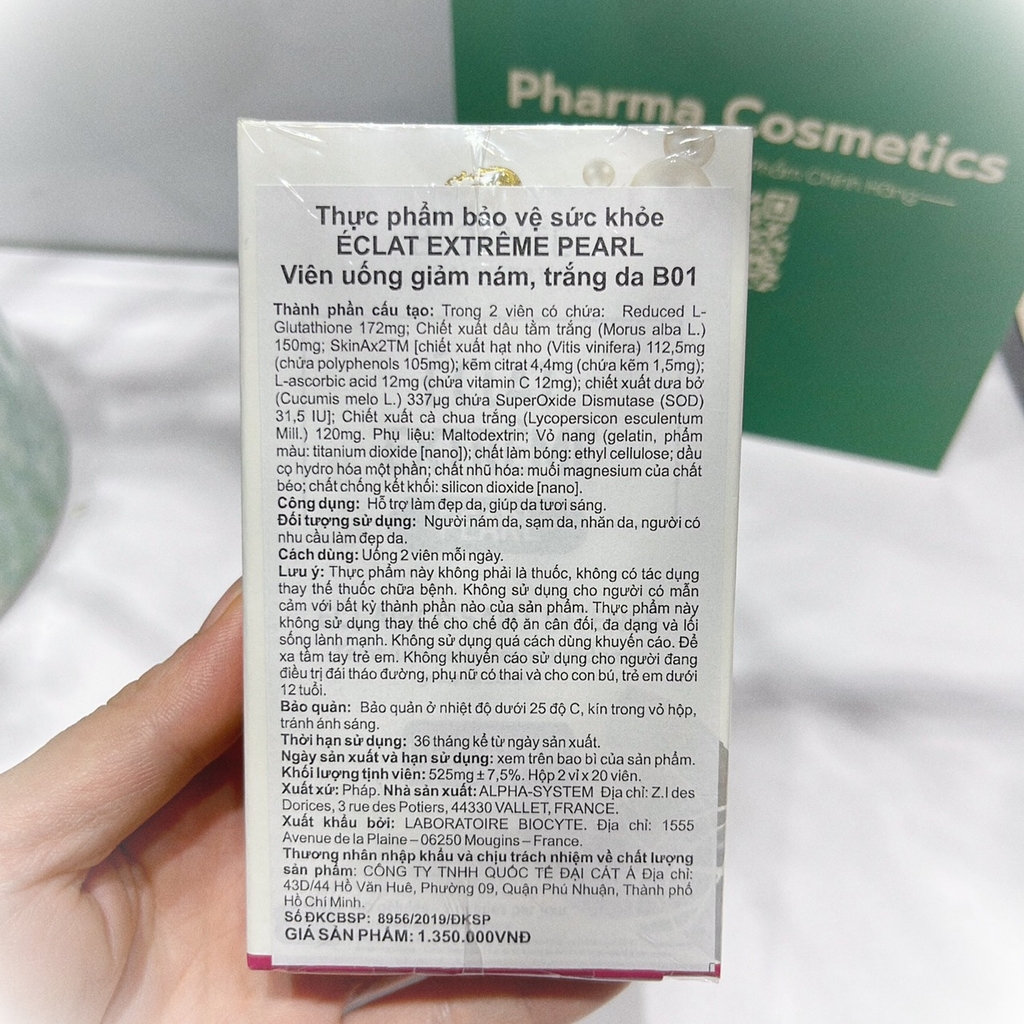 Pharma Cosmetics
Chính Hãng
Thực phẩm bảo vệ sức khỏe
ÉCLAT EXTRÊME PEARL
Viên uống giảm nám, trắng da B01
Thành phần cấu tạo: Trong 2 viên có chứa: Reduced L-
Glutathione 172mg; Chiết xuất dâu tằm trắng (Morus alba L.)
150mg; SkinAx2TM [chiết xuất hạt nho (Vitis vinifera) 112,5mg
(chứa polyphenols 105mg); kẽm citrat 4,4mg (chứa kẽm 1,5mg);
L-ascorbic acid 12mg (chứa vitamin C 12mg); chiết xuất dưa bở
(Cucumis melo L.) 337µg chứa SuperOxide Dismutase (SOD)
31,5 IU]; Chiết xuất cà chua trắng (Lycopersicon esculentum
Mill.) 120mg. Phụ liệu: Maltodextrin; Vỏ nang (gelatin, phẩm
màu: titanium dioxide [nano]); chất làm bóng: ethyl cellulose; dầu
cọ hydro hóa một phần; chất nhũ hóa: muối magnesium của chất
béo; chất chống kết khối: silicon dioxide [nano].
Công dụng: Hỗ trợ làm đẹp da, giúp da tươi sáng.
Đối tượng sử dụng: Người nám da, sạm da, nhăn da, người có
nhu cầu làm đẹp da.
Cách dùng: Uống 2 viên mỗi ngày.
Lưu ý: Thực phẩm này không phải là thuốc, không có tác dụng
thay thế thuốc chữa bệnh. Không sử dụng cho người có mẫn
cảm với bất kỳ thành phần nào của sản phẩm. Thực phẩm này
không sử dụng thay thế cho chế độ ăn cân đối, đa dạng và lối
sống lành mạnh. Không sử dụng quá cách dùng khuyến cáo. Để
xa tầm tay trẻ em. Không khuyến cáo sử dụng cho người đang
điều trị đái tháo đường, phụ nữ có thai và cho con bú, trẻ em dưới
12 tuổi.
Bảo quản: Bảo quản ở nhiệt độ dưới 25 độ C, kín trong vỏ hộp,
tránh ánh sáng.
Thời hạn sử dụng: 36 tháng kể từ ngày sản xuất.
Ngày sản xuất và hạn sử dụng: xem trên bao bì của sản phẩm.
Khối lượng tịnh viên: 525mg ± 7,5%. Hộp 2 vỉ x 20 viên.
Xuất xứ: Pháp. Nhà sản xuất: ALPHA-SYSTEM Địa chỉ: Z.I des
Dorices, 3 rue des Potiers, 44330 VALLET, FRANCE.
Xuất khẩu bởi: LABORATOIRE BIOCYTE. Địa chỉ: 1555
Avenue de la Plaine – 06250 Mougins – France.
Thương nhân nhập khẩu và chịu trách nhiệm về chất lượng
sản phẩm: CÔNG TY TNHH QUỐC TẾ ĐẠI CÁT Á Địa chỉ:
43D/44 Hồ Văn Huê, Phường 09, Quận Phú Nhuận, Thành phố
Hồ Chí Minh.
Số ĐKCBSP: 8956/2019/ĐKSP
GIÁ SẢN PHẨM: 1.350.000VNĐ